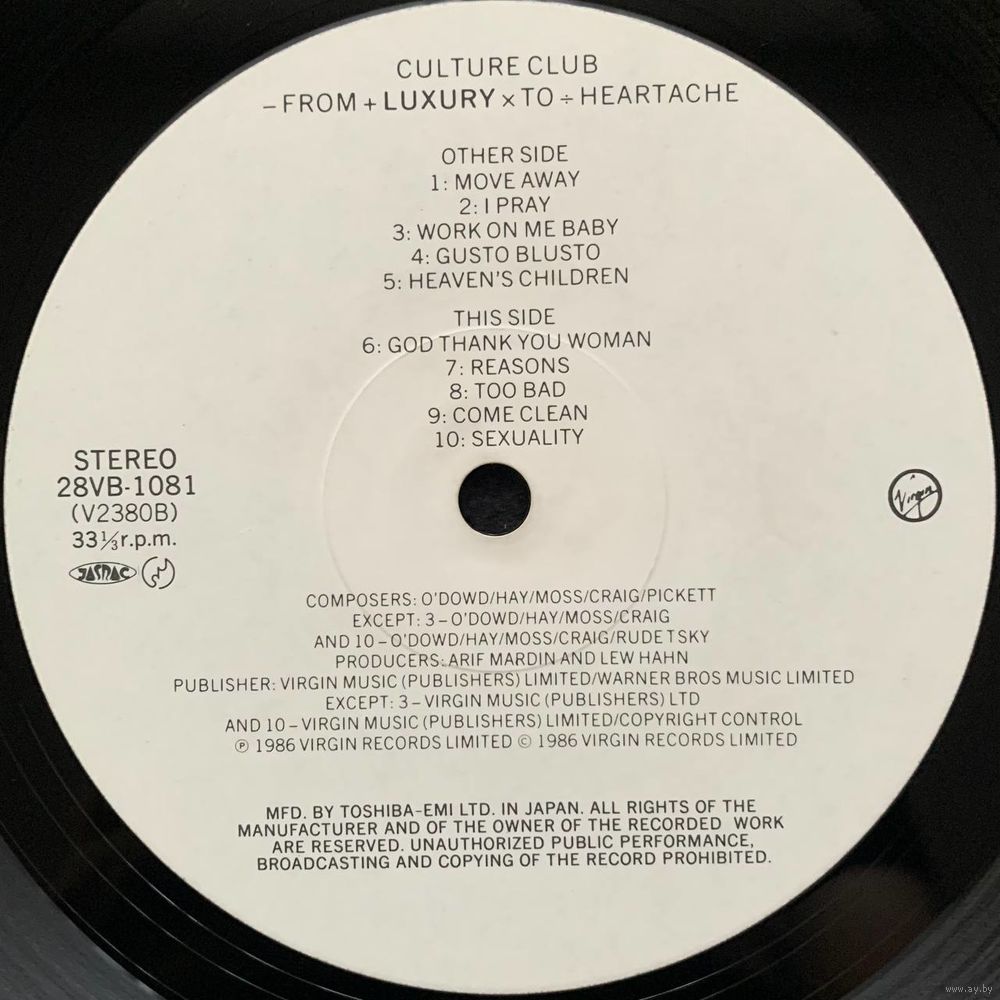 CULTURE CLUB
– FROM + LUXURY × TO ÷ HEARTACHE
OTHER SIDE
1: MOVE AWAY
2: I PRAY
3: WORK ON ME BABY
4: GUSTO BLUSTO
5: HEAVEN'S CHILDREN
THIS SIDE
6: GOD THANK YOU WOMAN
7: REASONS
8: TOO BAD
9: COME CLEAN
10: SEXUALITY
STEREO
28VB-1081
(V2380B)
33⅓r.p.m.
JASRAC
Virgin
COMPOSERS: O'DOWD/HAY/MOSS/CRAIG/PICKETT
EXCEPT: 3 – O'DOWD/HAY/MOSS/CRAIG
AND 10 – O'DOWD/HAY/MOSS/CRAIG/RUDETSKY
PRODUCERS: ARIF MARDIN AND LEW HAHN
PUBLISHER: VIRGIN MUSIC (PUBLISHERS) LIMITED/WARNER BROS MUSIC LIMITED
EXCEPT: 3 – VIRGIN MUSIC (PUBLISHERS) LTD
AND 10 – VIRGIN MUSIC (PUBLISHERS) LIMITED/COPYRIGHT CONTROL
℗ 1986 VIRGIN RECORDS LIMITED © 1986 VIRGIN RECORDS LIMITED
MFD. BY TOSHIBA-EMI LTD. IN JAPAN. ALL RIGHTS OF THE
MANUFACTURER AND OF THE OWNER OF THE RECORDED WORK
ARE RESERVED. UNAUTHORIZED PUBLIC PERFORMANCE,
BROADCASTING AND COPYING OF THE RECORD PROHIBITED.
www.ay.by